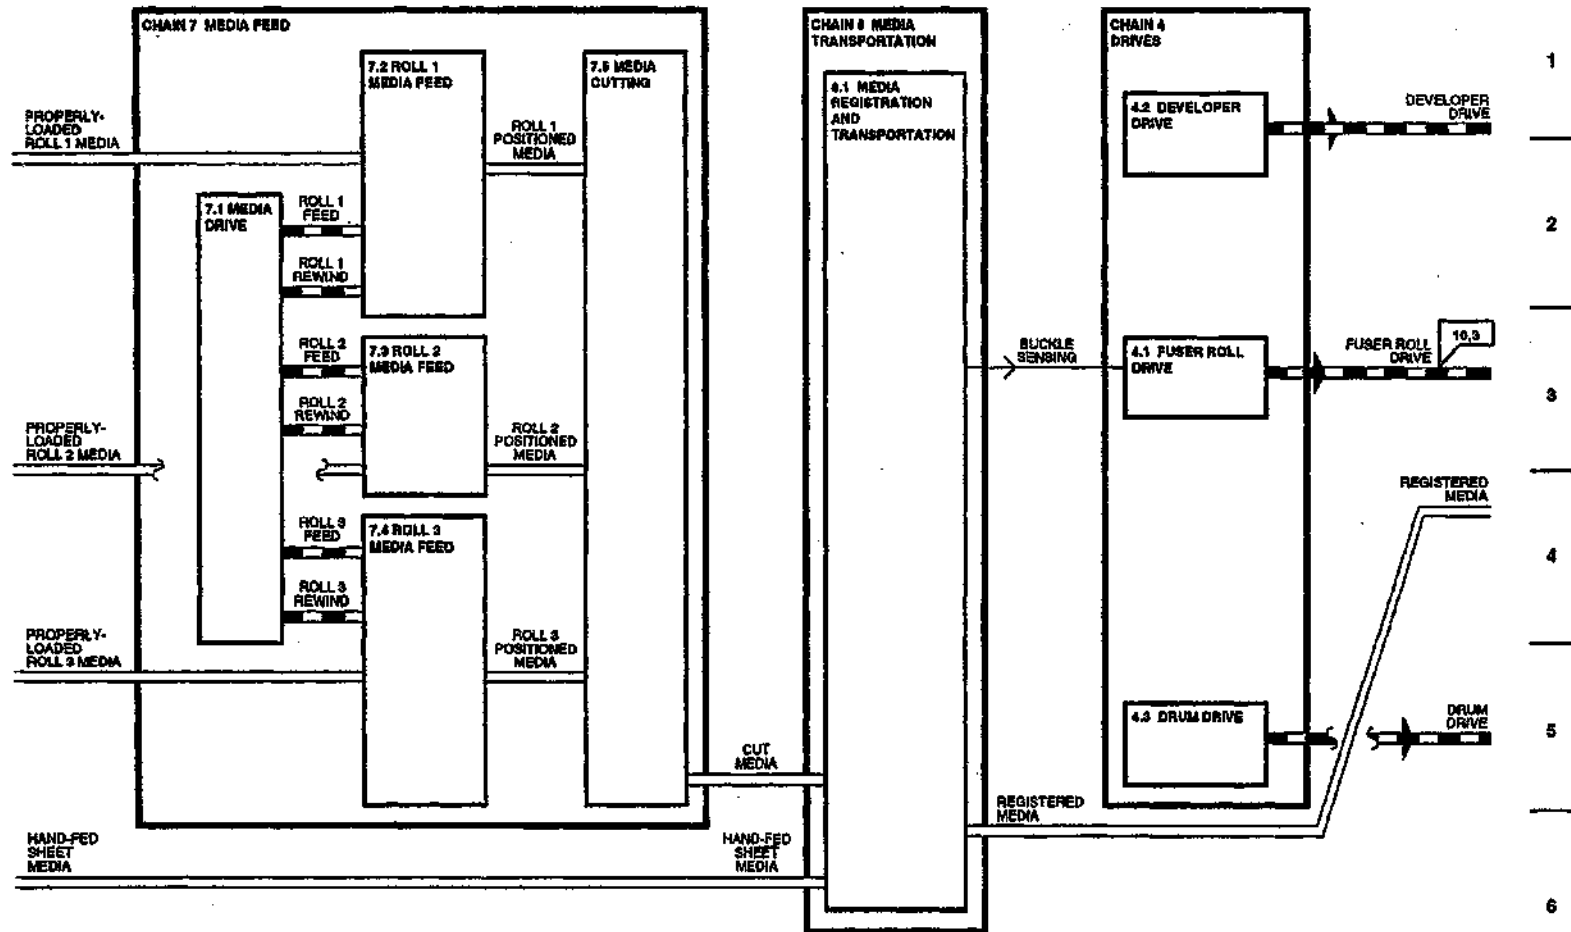 CHAIN 7 MEDIA FEED
7.2 ROLL 1
MEDIA FEED
7.5 MEDIA
CUTTING
PROPERLY-
LOADED
ROLL 1 MEDIA
ROLL 1
POSITIONED
MEDIA
7.1 MEDIA
DRIVE
ROLL 1
FEED
ROLL 1
REWIND
ROLL 2
FEED
7.3 ROLL 2
MEDIA FEED
ROLL 2
REWIND
PROPERLY-
LOADED
ROLL 2 MEDIA
ROLL 2
POSITIONED
MEDIA
ROLL 3
FEED
7.4 ROLL 3
MEDIA FEED
ROLL 3
REWIND
PROPERLY-
LOADED
ROLL 3 MEDIA
ROLL 3
POSITIONED
MEDIA
CUT
MEDIA
HAND-FED
SHEET
MEDIA
HAND-FED
SHEET
MEDIA
CHAIN 8 MEDIA
TRANSPORTATION
8.1 MEDIA
REGISTRATION
AND
TRANSPORTATION
BUCKLE
SENSING
REGISTERED
MEDIA
CHAIN 4
DRIVES
4.2 DEVELOPER
DRIVE
DEVELOPER
DRIVE
4.1 FUSER ROLL
DRIVE
FUSER ROLL
DRIVE
10,3
REGISTERED
MEDIA
4.3 DRUM DRIVE
DRUM
DRIVE
1
2
3
4
5
6